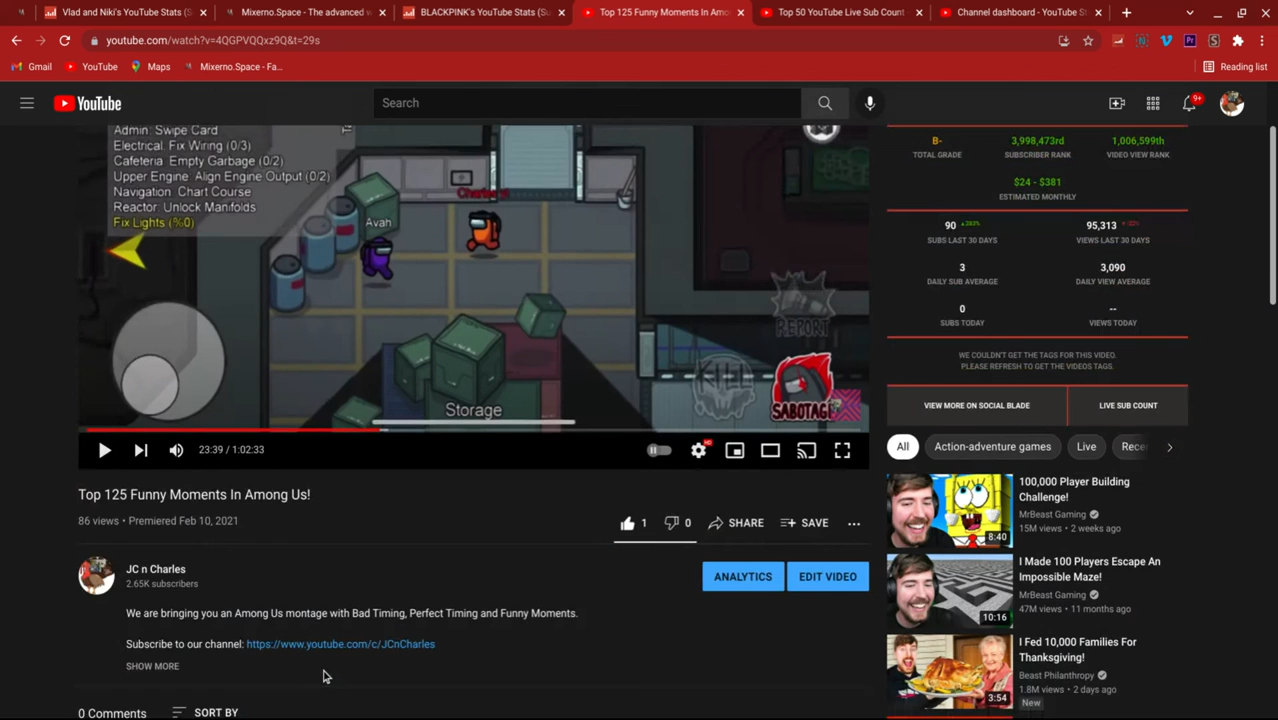 Vlad and Niki's YouTube Stats (S
Mixerno.Space - The advanced w
BLACKPINK's YouTube Stats (Su
Top 125 Funny Moments In Amo
Top 50 YouTube Live Sub Count
Channel dashboard - YouTube St
youtube.com/watch?v=4QGPVQQxz9Q&t=29s
Gmail
YouTube
Maps
Mixerno.Space - Fa...
Reading list
YouTube
Search
9+
Admin: Swipe Card
Electrical: Fix Wiring (0/3)
Cafeteria: Empty Garbage (0/2)
Upper Engine: Align Engine Output (0/2)
Navigation: Chart Course
Reactor: Unlock Manifolds
Fix Lights (%0)
Avah
REPORT
KILL
SABOTAGE
Storage
23:39 / 1:02:33
HD
Top 125 Funny Moments In Among Us!
86 views • Premiered Feb 10, 2021
1
0
SHARE
SAVE
JC n Charles
2.65K subscribers
ANALYTICS
EDIT VIDEO
We are bringing you an Among Us montage with Bad Timing, Perfect Timing and Funny Moments.
Subscribe to our channel: https://www.youtube.com/c/JCnCharles
SHOW MORE
0 Comments
SORT BY
B-
TOTAL GRADE
3,998,473rd
SUBSCRIBER RANK
1,006,599th
VIDEO VIEW RANK
$24 - $381
ESTIMATED MONTHLY
90
SUBS LAST 30 DAYS
95,313
VIEWS LAST 30 DAYS
3
DAILY SUB AVERAGE
3,090
DAILY VIEW AVERAGE
0
SUBS TODAY
--
VIEWS TODAY
WE COULDN'T GET THE TAGS FOR THIS VIDEO.
PLEASE REFRESH TO GET THE VIDEOS TAGS.
VIEW MORE ON SOCIAL BLADE
LIVE SUB COUNT
All
Action-adventure games
Live
Rece
100,000 Player Building
Challenge!
MrBeast Gaming
15M views • 2 weeks ago
8:40
I Made 100 Players Escape An
Impossible Maze!
MrBeast Gaming
47M views • 11 months ago
10:16
I Fed 10,000 Families For
Thanksgiving!
Beast Philanthropy
1.8M views • 2 days ago
New
3:54